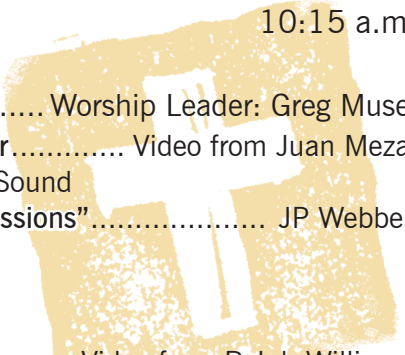 10:15 a.m
..... Worship Leader: Greg Muse
r............. Video from Juan Meza
Sound
ssions”.................... JP Webbe